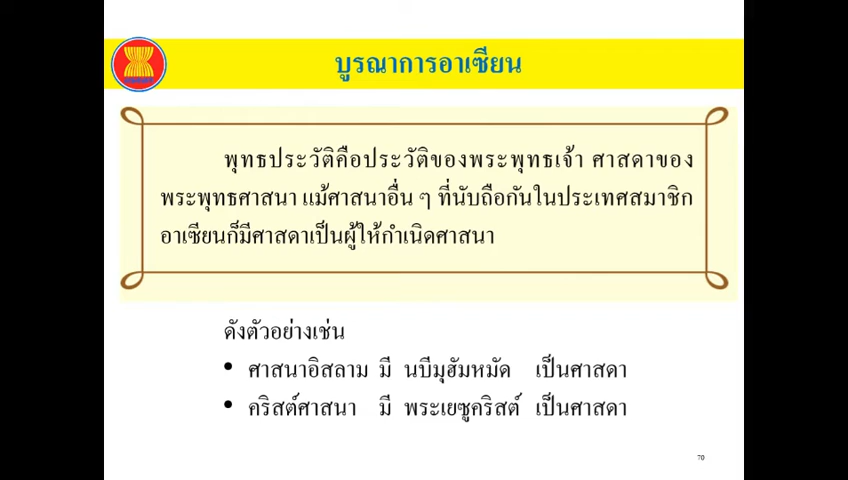 บูรณาการอาเซียน
พุทธประวัติคือประวัติของพระพุทธเจ้า ศาสดาของ
พระพุทธศาสนา แม้ศาสนาอื่น ๆ ที่นับถือกันในประเทศสมาชิก
อาเซียนก็มีศาสดาเป็นผู้ให้กำเนิดศาสนา
ดังตัวอย่างเช่น
• ศาสนาอิสลาม มี นบีมุฮัมหมัด เป็นศาสดา
• คริสต์ศาสนา มี พระเยซูคริสต์ เป็นศาสดา
70